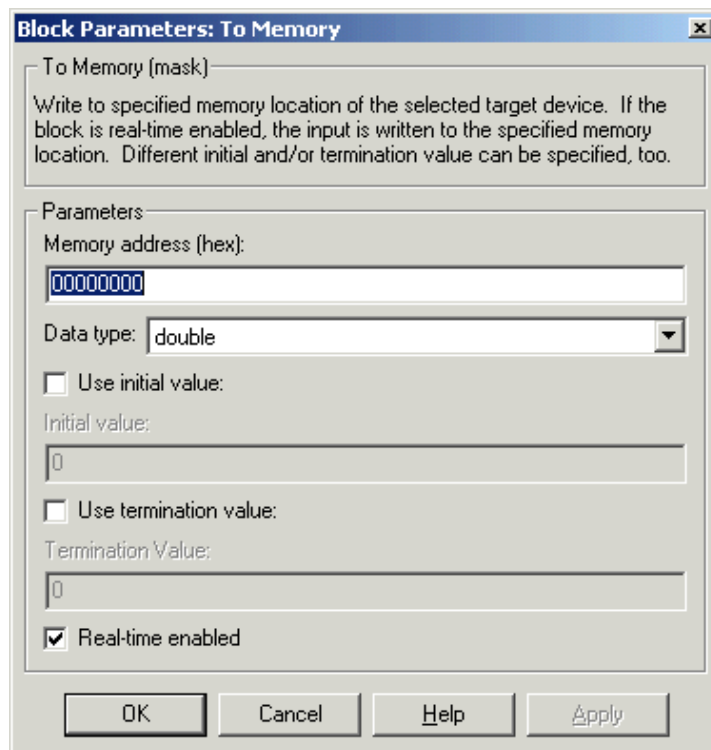 Block Parameters: To Memory
To Memory (mask)
Write to specified memory location of the selected target device.  If the
block is real-time enabled, the input is written to the specified memory
location.  Different initial and/or termination value can be specified, too.
Parameters
Memory address (hex):
00000000
Data type: double
Use initial value:
Initial value:
0
Use termination value:
Termination Value:
0
Real-time enabled
OK Cancel Help Apply